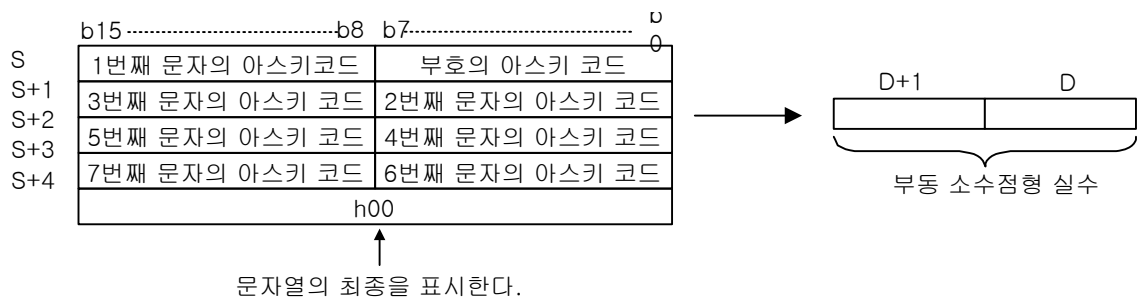 b15 b8 b7 b0
S 1번째 문자의 아스키코드 부호의 아스키 코드
S+1 3번째 문자의 아스키 코드 2번째 문자의 아스키 코드
S+2 5번째 문자의 아스키 코드 4번째 문자의 아스키 코드
S+3 7번째 문자의 아스키 코드 6번째 문자의 아스키 코드
S+4 h00
문자열의 최종을 표시한다.
D+1 D
부동 소수점형 실수